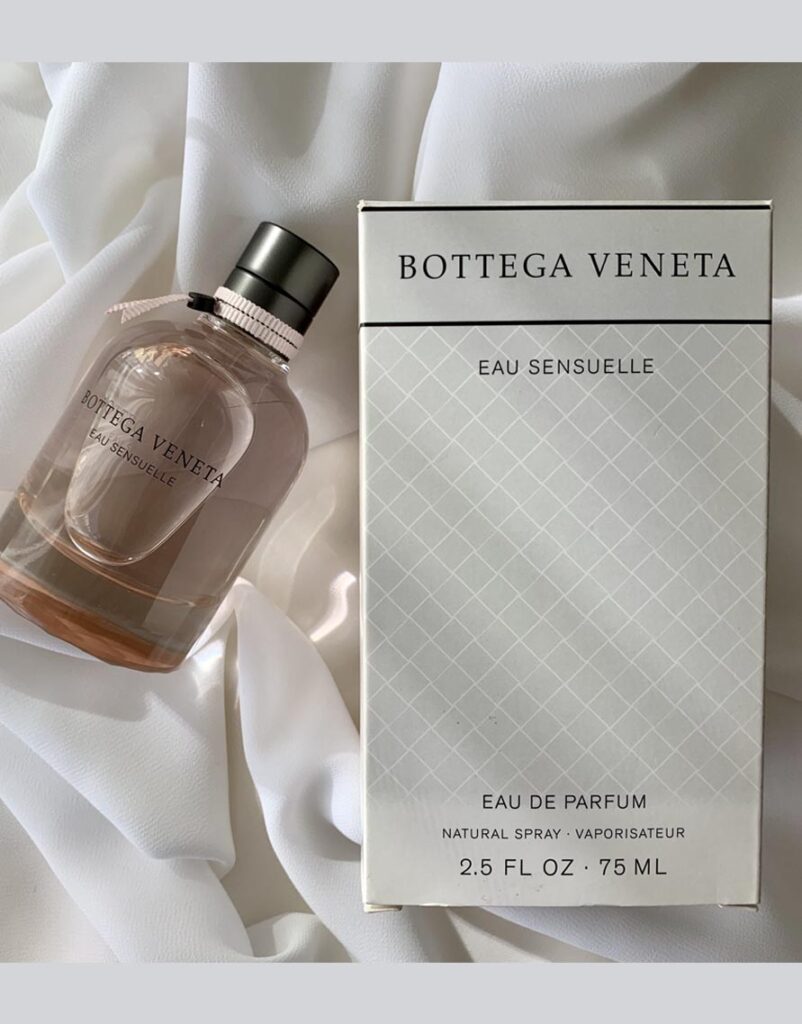 BOTTEGA VENETA
EAU SENSUELLE
BOTTEGA VENETA
EAU SENSUELLE
EAU DE PARFUM
NATURAL SPRAY · VAPORISATEUR
2.5 FL OZ · 75 ML